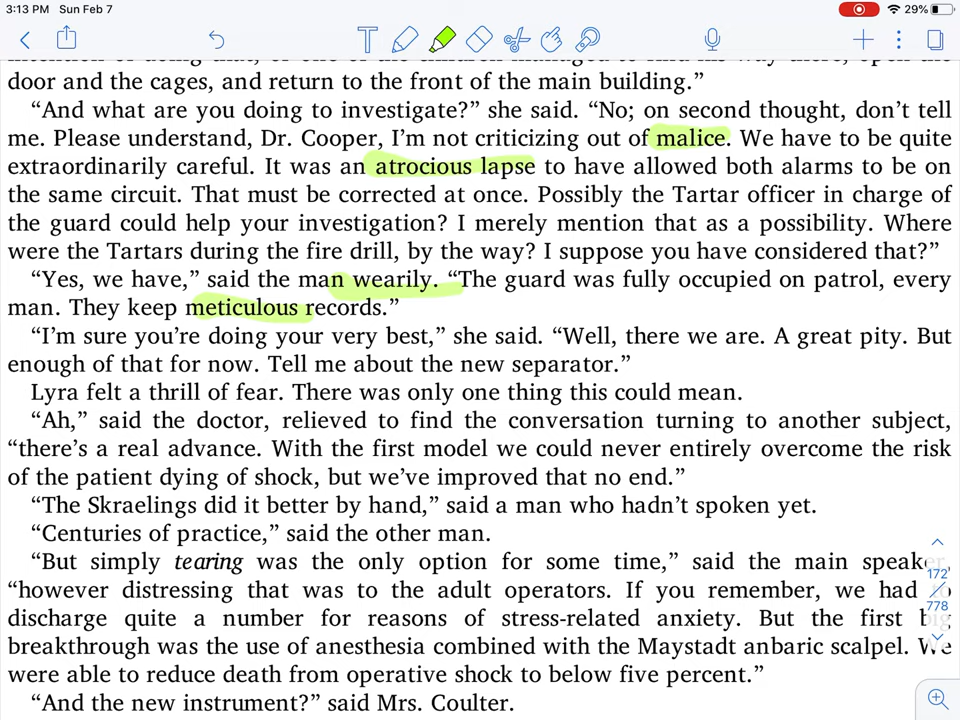 3:13 PM Sun Feb 7 29%
door and the cages, and return to the front of the main building.”
“And what are you doing to investigate?” she said. “No; on second thought, don’t tell
me. Please understand, Dr. Cooper, I’m not criticizing out of malice. We have to be quite
extraordinarily careful. It was an atrocious lapse to have allowed both alarms to be on
the same circuit. That must be corrected at once. Possibly the Tartar officer in charge of
the guard could help your investigation? I merely mention that as a possibility. Where
were the Tartars during the fire drill, by the way? I suppose you have considered that?”
“Yes, we have,” said the man wearily. “The guard was fully occupied on patrol, every
man. They keep meticulous records.”
“I’m sure you’re doing your very best,” she said. “Well, there we are. A great pity. But
enough of that for now. Tell me about the new separator.”
Lyra felt a thrill of fear. There was only one thing this could mean.
“Ah,” said the doctor, relieved to find the conversation turning to another subject,
“there’s a real advance. With the first model we could never entirely overcome the risk
of the patient dying of shock, but we’ve improved that no end.”
“The Skraelings did it better by hand,” said a man who hadn’t spoken yet.
“Centuries of practice,” said the other man.
“But simply tearing was the only option for some time,” said the main speaker,
“however distressing that was to the adult operators. If you remember, we had to
discharge quite a number for reasons of stress-related anxiety. But the first big
breakthrough was the use of anesthesia combined with the Maystadt anbaric scalpel. We
were able to reduce death from operative shock to below five percent.”
“And the new instrument?” said Mrs. Coulter.
172
778